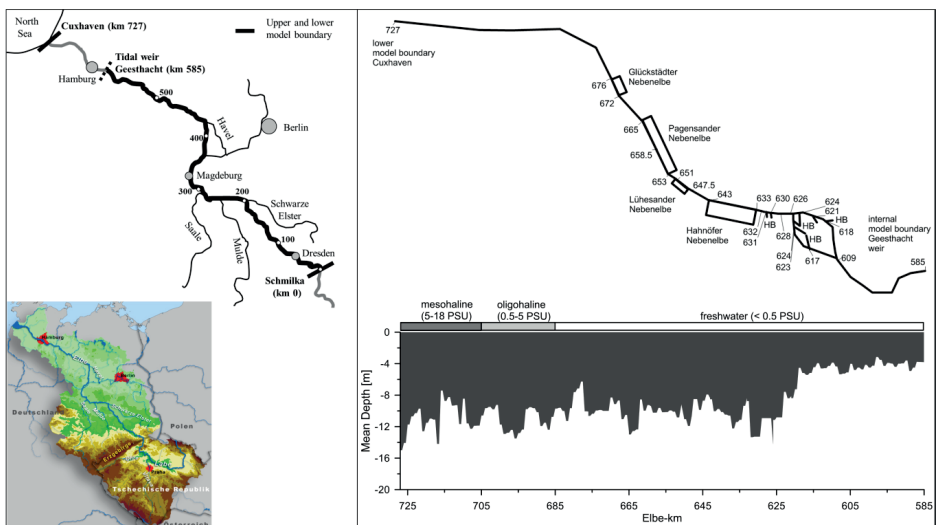 North
Sea
Cuxhaven (km 727)
Upper and lower
model boundary
Tidal weir
Geesthacht (km 585)
Hamburg
500
Havel
Berlin
400
Magdeburg
300
200
Schwarze
Elster
Saale
Mulde
100
Dresden
Schmilka
(km 0)
Hamburg
Berlin
Deutschland
Polen
Erzgebirge
Tschechische Republik
Österreich
727
lower
model boundary
Cuxhaven
676
Glückstädter
Nebenelbe
672
665
Pagensander
Nebenelbe
658.5
651
653
647.5
Lühesander
Nebenelbe
643
Hahnöfer
Nebenelbe
633
630
626
624
621
618
HB
HB
HB
HB
632
631
628
624
623
617
609
internal
model boundary
Geesthacht
weir
585
mesohaline
(5-18 PSU)
oligohaline
(0.5-5 PSU)
freshwater (< 0.5 PSU)
Mean Depth [m]
0
-4
-8
-12
-16
-20
725
705
685
665
645
625
605
585
Elbe-km